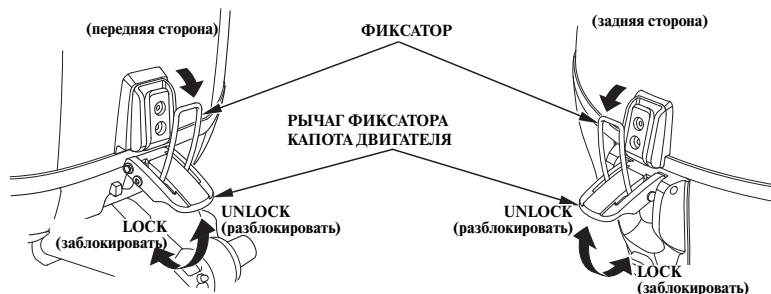 (передняя сторона)
ФИКСАТОР
(задняя сторона)
РЫЧАГ ФИКСАТОРА
КАПОТА ДВИГАТЕЛЯ
LOCK
(заблокировать)
UNLOCK
(разблокировать)
UNLOCK
(разблокировать)
LOCK
(заблокировать)